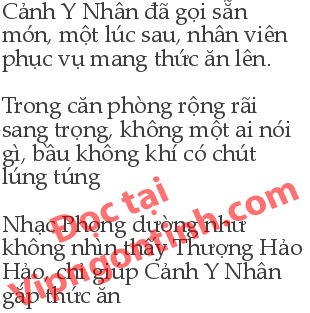 Cảnh Y Nhân đã gọi sẵn
món, một lúc sau, nhân viên
phục vụ mang thức ăn lên.
Trong căn phòng rộng rãi
sang trọng, không một ai nói
gì, bầu không khí có chút
lúng túng
Nhạc Phong dường như
không nhìn thấy Thượng Hảo
Hảo, chỉ giúp Cảnh Y Nhân
gắp thức ăn
Đọc tại
Vipngontinh.com